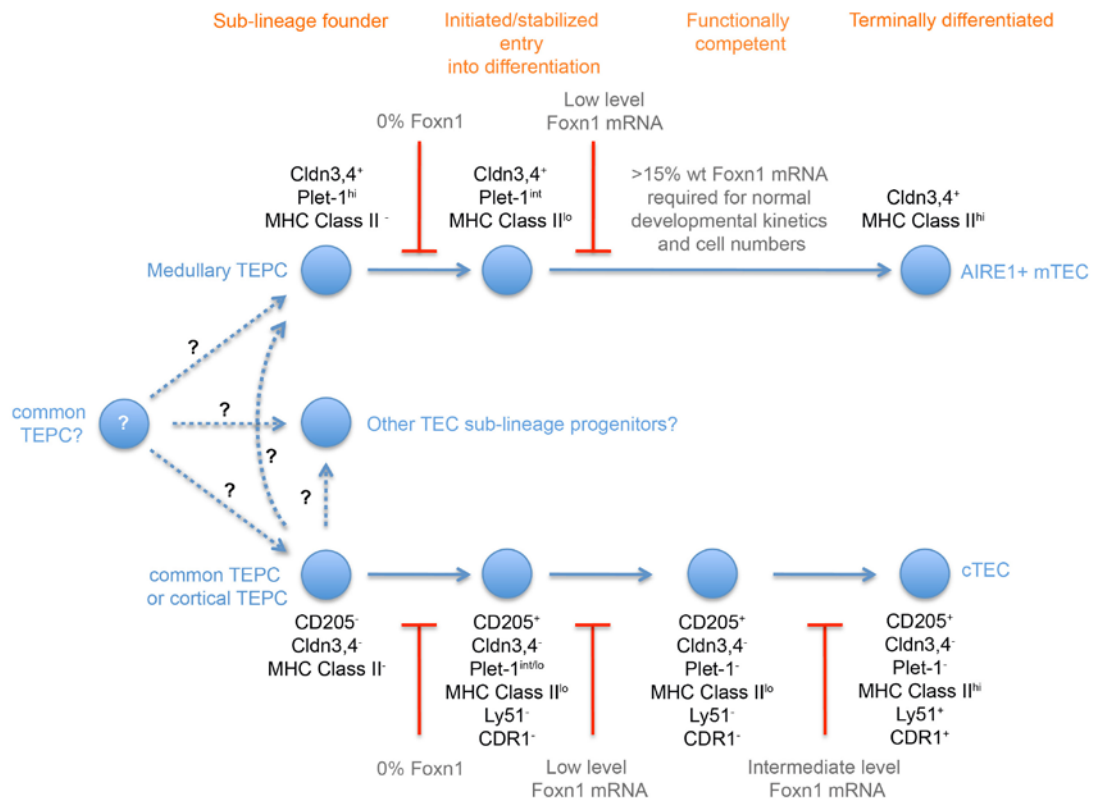 Sub-lineage founder
Initiated/stabilized
entry
into differentiation
Functionally
competent
Terminally differentiated
0% Foxn1
Low level
Foxn1 mRNA
Cldn3,4⁺
Plet-1ʰⁱ
MHC Class II ⁻
Cldn3,4⁺
Plet-1ⁱⁿᵗ
MHC Class IIˡᵒ
>15% wt Foxn1 mRNA
required for normal
developmental kinetics
and cell numbers
Cldn3,4⁺
MHC Class IIʰⁱ
Medullary TEPC
AIRE1+ mTEC
?
?
common
TEPC?
?
Other TEC sub-lineage progenitors?
?
?
?
common TEPC
or cortical TEPC
cTEC
CD205⁻
Cldn3,4⁻
MHC Class II⁻
CD205⁺
Cldn3,4⁻
Plet-1ⁱⁿᵗ/ˡᵒ
MHC Class IIˡᵒ
Ly51⁻
CDR1⁻
CD205⁺
Cldn3,4⁻
Plet-1⁻
MHC Class IIˡᵒ
Ly51⁻
CDR1⁻
CD205⁺
Cldn3,4⁻
Plet-1⁻
MHC Class IIʰⁱ
Ly51⁺
CDR1⁺
0% Foxn1
Low level
Foxn1 mRNA
Intermediate level
Foxn1 mRNA